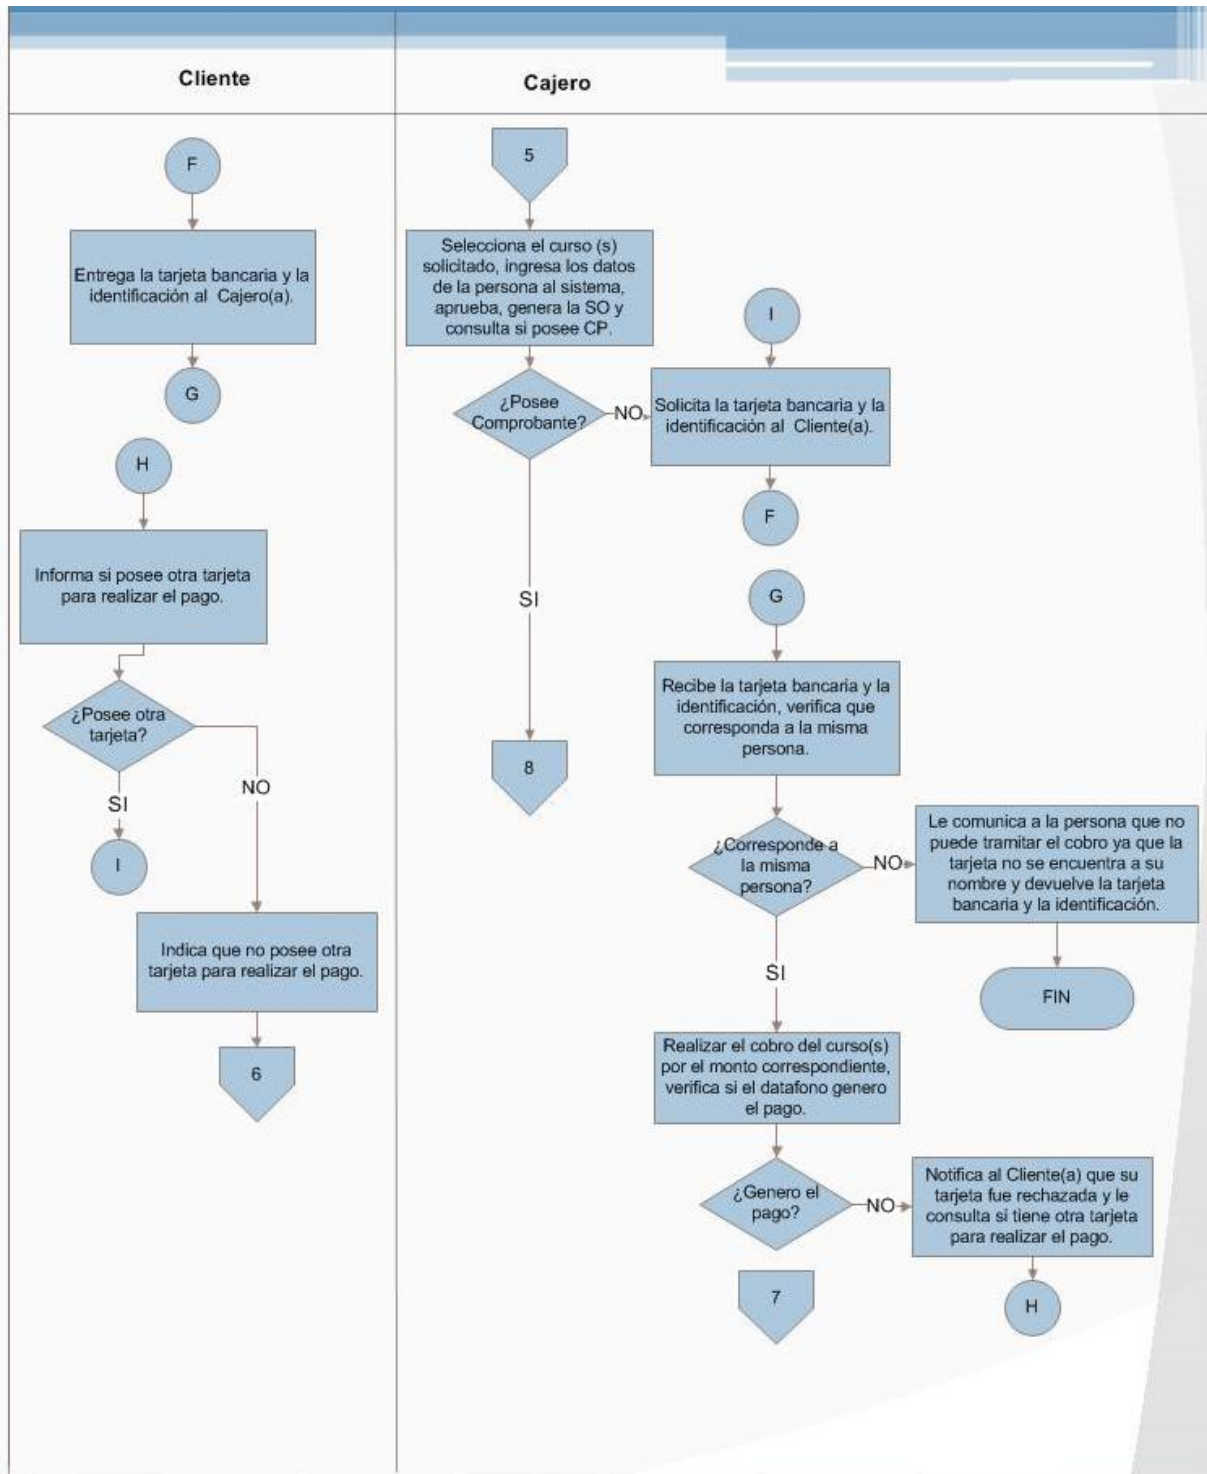 Cliente
Cajero
F
Entrega la tarjeta bancaria y la
identificación al Cajero(a).
G
H
Informa si posee otra tarjeta
para realizar el pago.
¿Posee otra
tarjeta?
SI
NO
I
Indica que no posee otra
tarjeta para realizar el pago.
6
5
Selecciona el curso (s)
solicitado, ingresa los datos
de la persona al sistema,
aprueba, genera la SO y
consulta si posee CP.
¿Posee
Comprobante?
NO
SI
8
I
Solicita la tarjeta bancaria y la
identificación al Cliente(a).
F
G
Recibe la tarjeta bancaria y la
identificación, verifica que
corresponda a la misma
persona.
¿Corresponde a
la misma
persona?
NO
Le comunica a la persona que no
puede tramitar el cobro ya que la
tarjeta no se encuentra a su
nombre y devuelve la tarjeta
bancaria y la identificación.
FIN
SI
Realizar el cobro del curso(s)
por el monto correspondiente,
verifica si el datafono genero
el pago.
¿Genero el
pago?
NO
Notifica al Cliente(a) que su
tarjeta fue rechazada y le
consulta si tiene otra tarjeta
para realizar el pago.
H
7